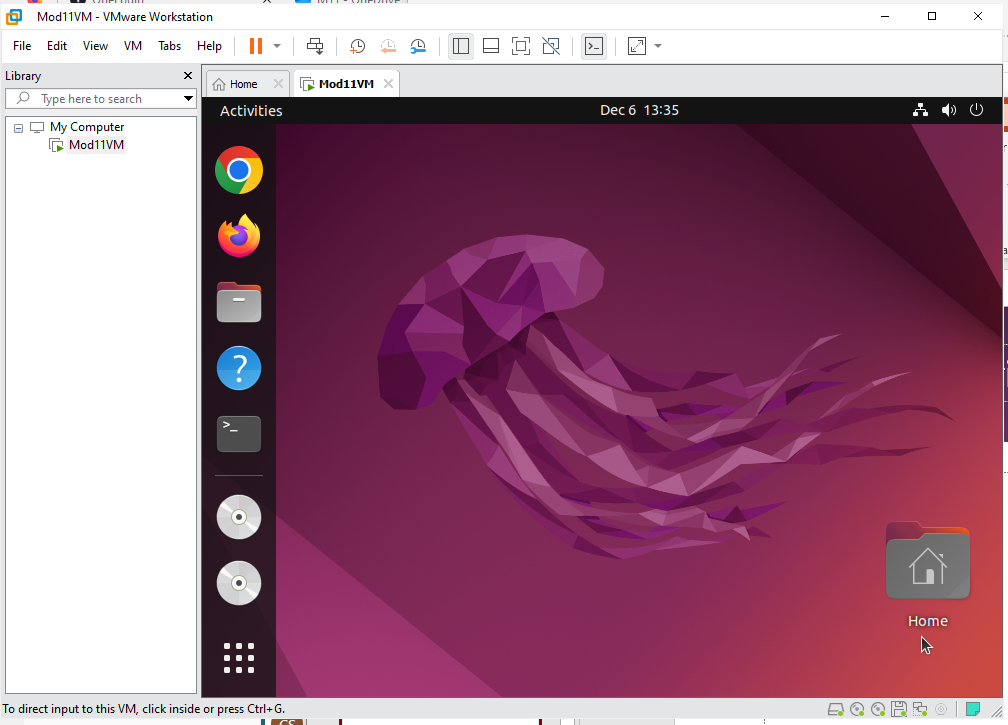 Mod11VM - VMware Workstation
File Edit View VM Tabs Help
Library
Type here to search
My Computer
Mod11VM
Home
Mod11VM
Activities
Dec 6 13:35
?
>_
Home
To direct input to this VM, click inside or press Ctrl+G.